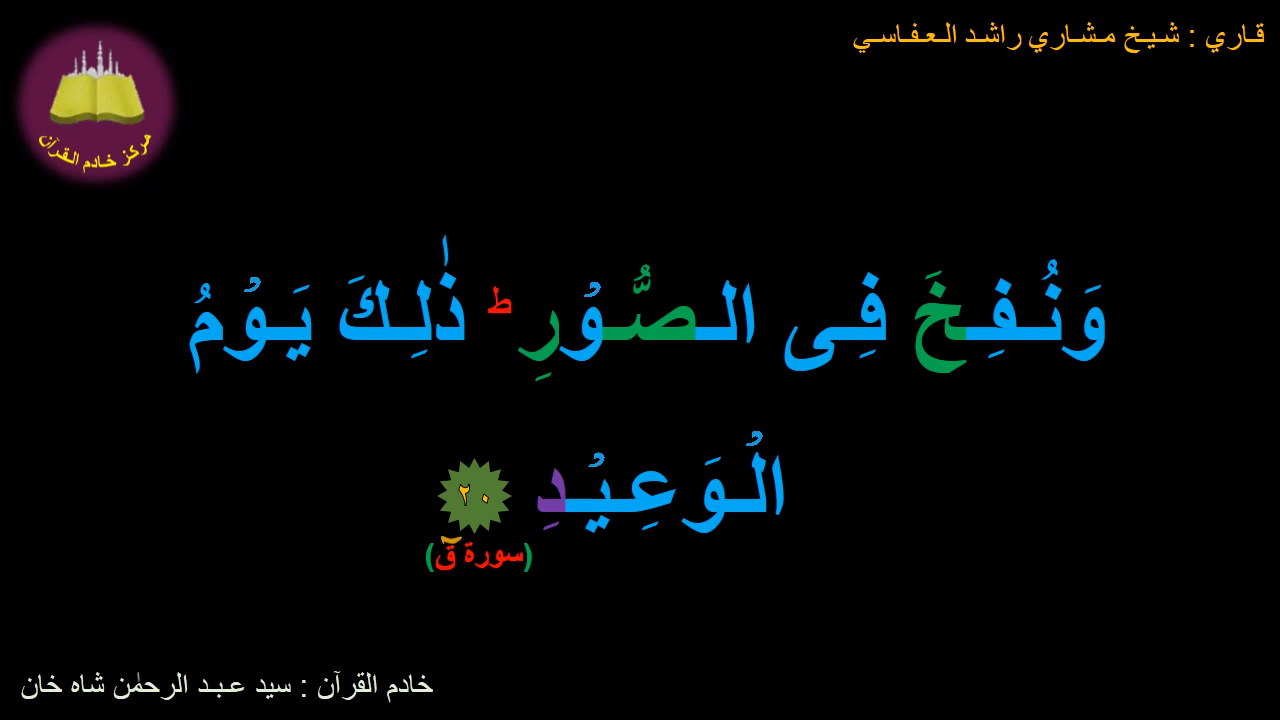 قاري : شيخ مشاري راشد العفاسي
مركز خادم القرآن
وَنُفِخَ فِى الصُّوۡرِ ؕ ذٰلِكَ يَوۡمُ
الۡوَعِيۡدِ ٢٠
(سورة قٓ)
خادم القرآن : سيد عبد الرحمٰن شاه خان